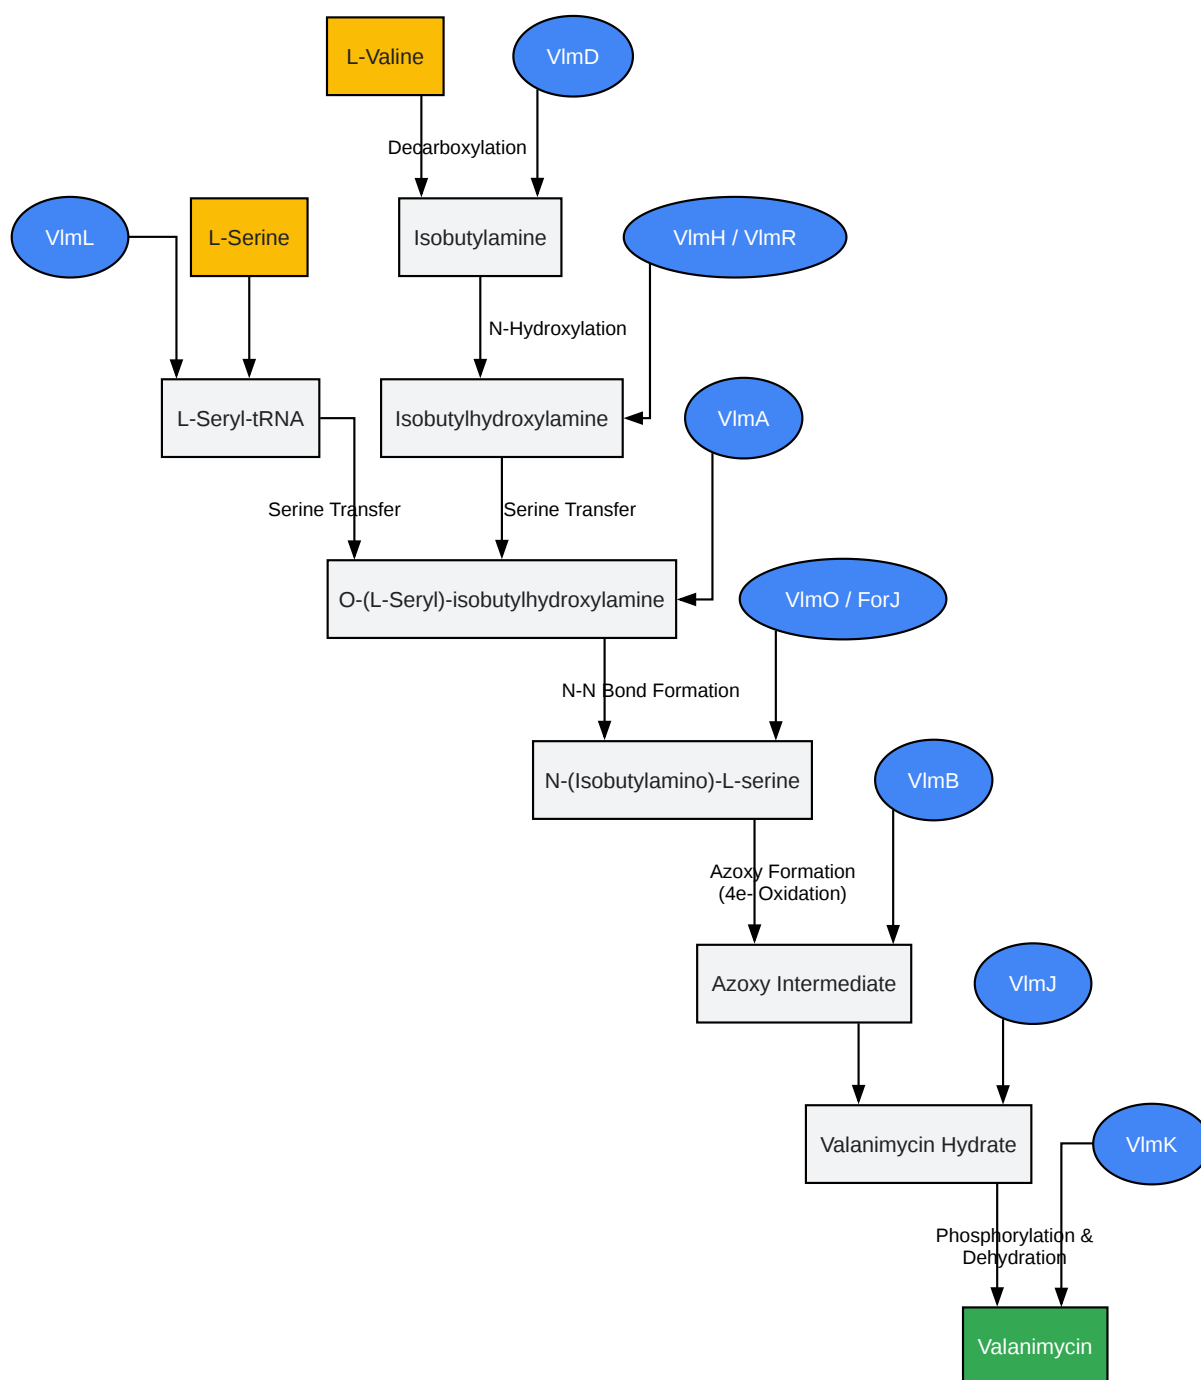 L-Valine
VlmD
Decarboxylation
VlmL
L-Serine
Isobutylamine
VlmH / VlmR
N-Hydroxylation
L-Seryl-tRNA
Isobutylhydroxylamine
VlmA
Serine Transfer
Serine Transfer
O-(L-Seryl)-isobutylhydroxylamine
VlmO / ForJ
N-N Bond Formation
N-(Isobutylamino)-L-serine
VlmB
Azoxy Formation
(4e- Oxidation)
Azoxy Intermediate
VlmJ
Valanimycin Hydrate
VlmK
Phosphorylation &
Dehydration
Valanimycin